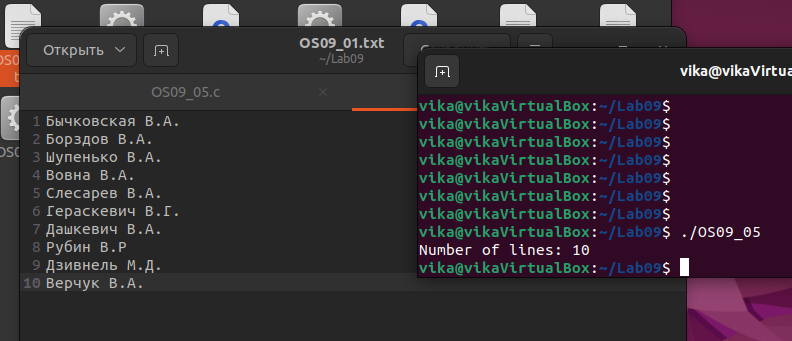 Открыть
OS09_01.txt
~/Lab09
OS09_05.c
1 Бычковская В.А.
2 Борздов В.А.
3 Шупенько В.А.
4 Вовна В.А.
5 Слесарев В.А.
6 Гераскевич В.Г.
7 Дашкевич В.А.
8 Рубин В.Р
9 Дзивнель М.Д.
10 Верчук В.А.
vika@vikaVirtua
vika@vikaVirtualBox:~/Lab09$
vika@vikaVirtualBox:~/Lab09$
vika@vikaVirtualBox:~/Lab09$
vika@vikaVirtualBox:~/Lab09$
vika@vikaVirtualBox:~/Lab09$
vika@vikaVirtualBox:~/Lab09$
vika@vikaVirtualBox:~/Lab09$
vika@vikaVirtualBox:~/Lab09$ ./OS09_05
Number of lines: 10
vika@vikaVirtualBox:~/Lab09$